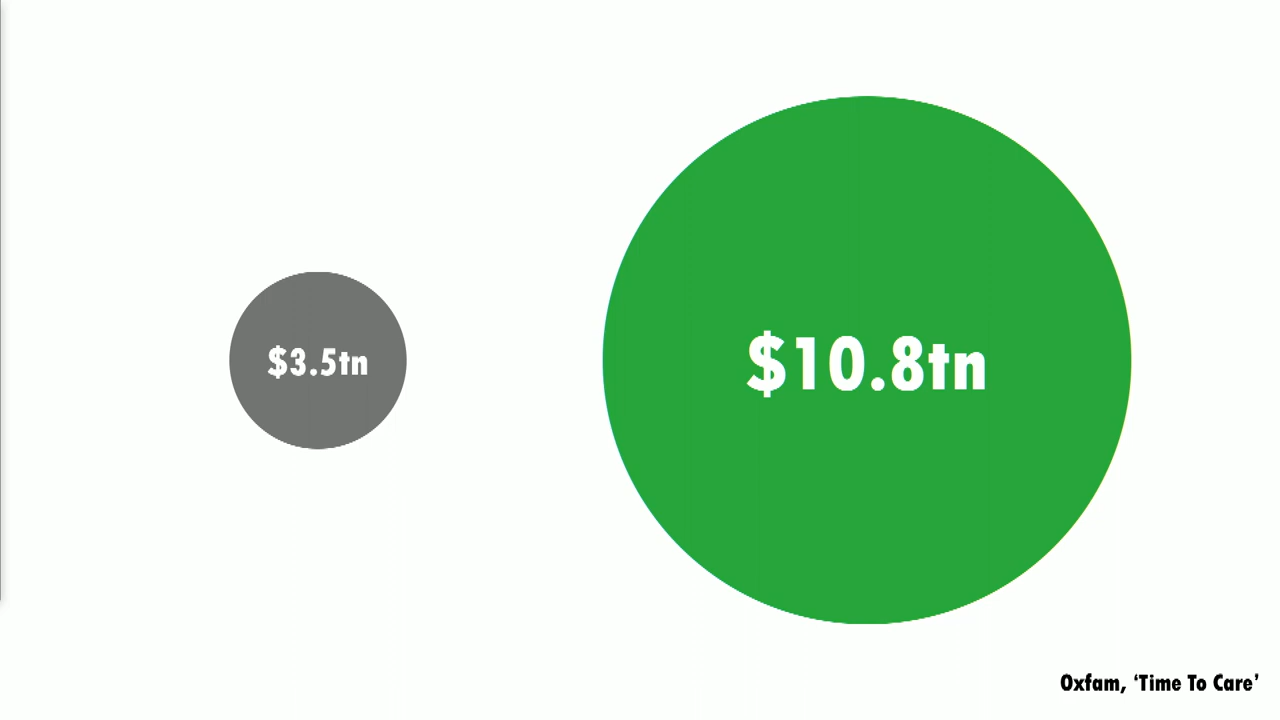 $3.5tn
$10.8tn
Oxfam, ‘Time To Care’